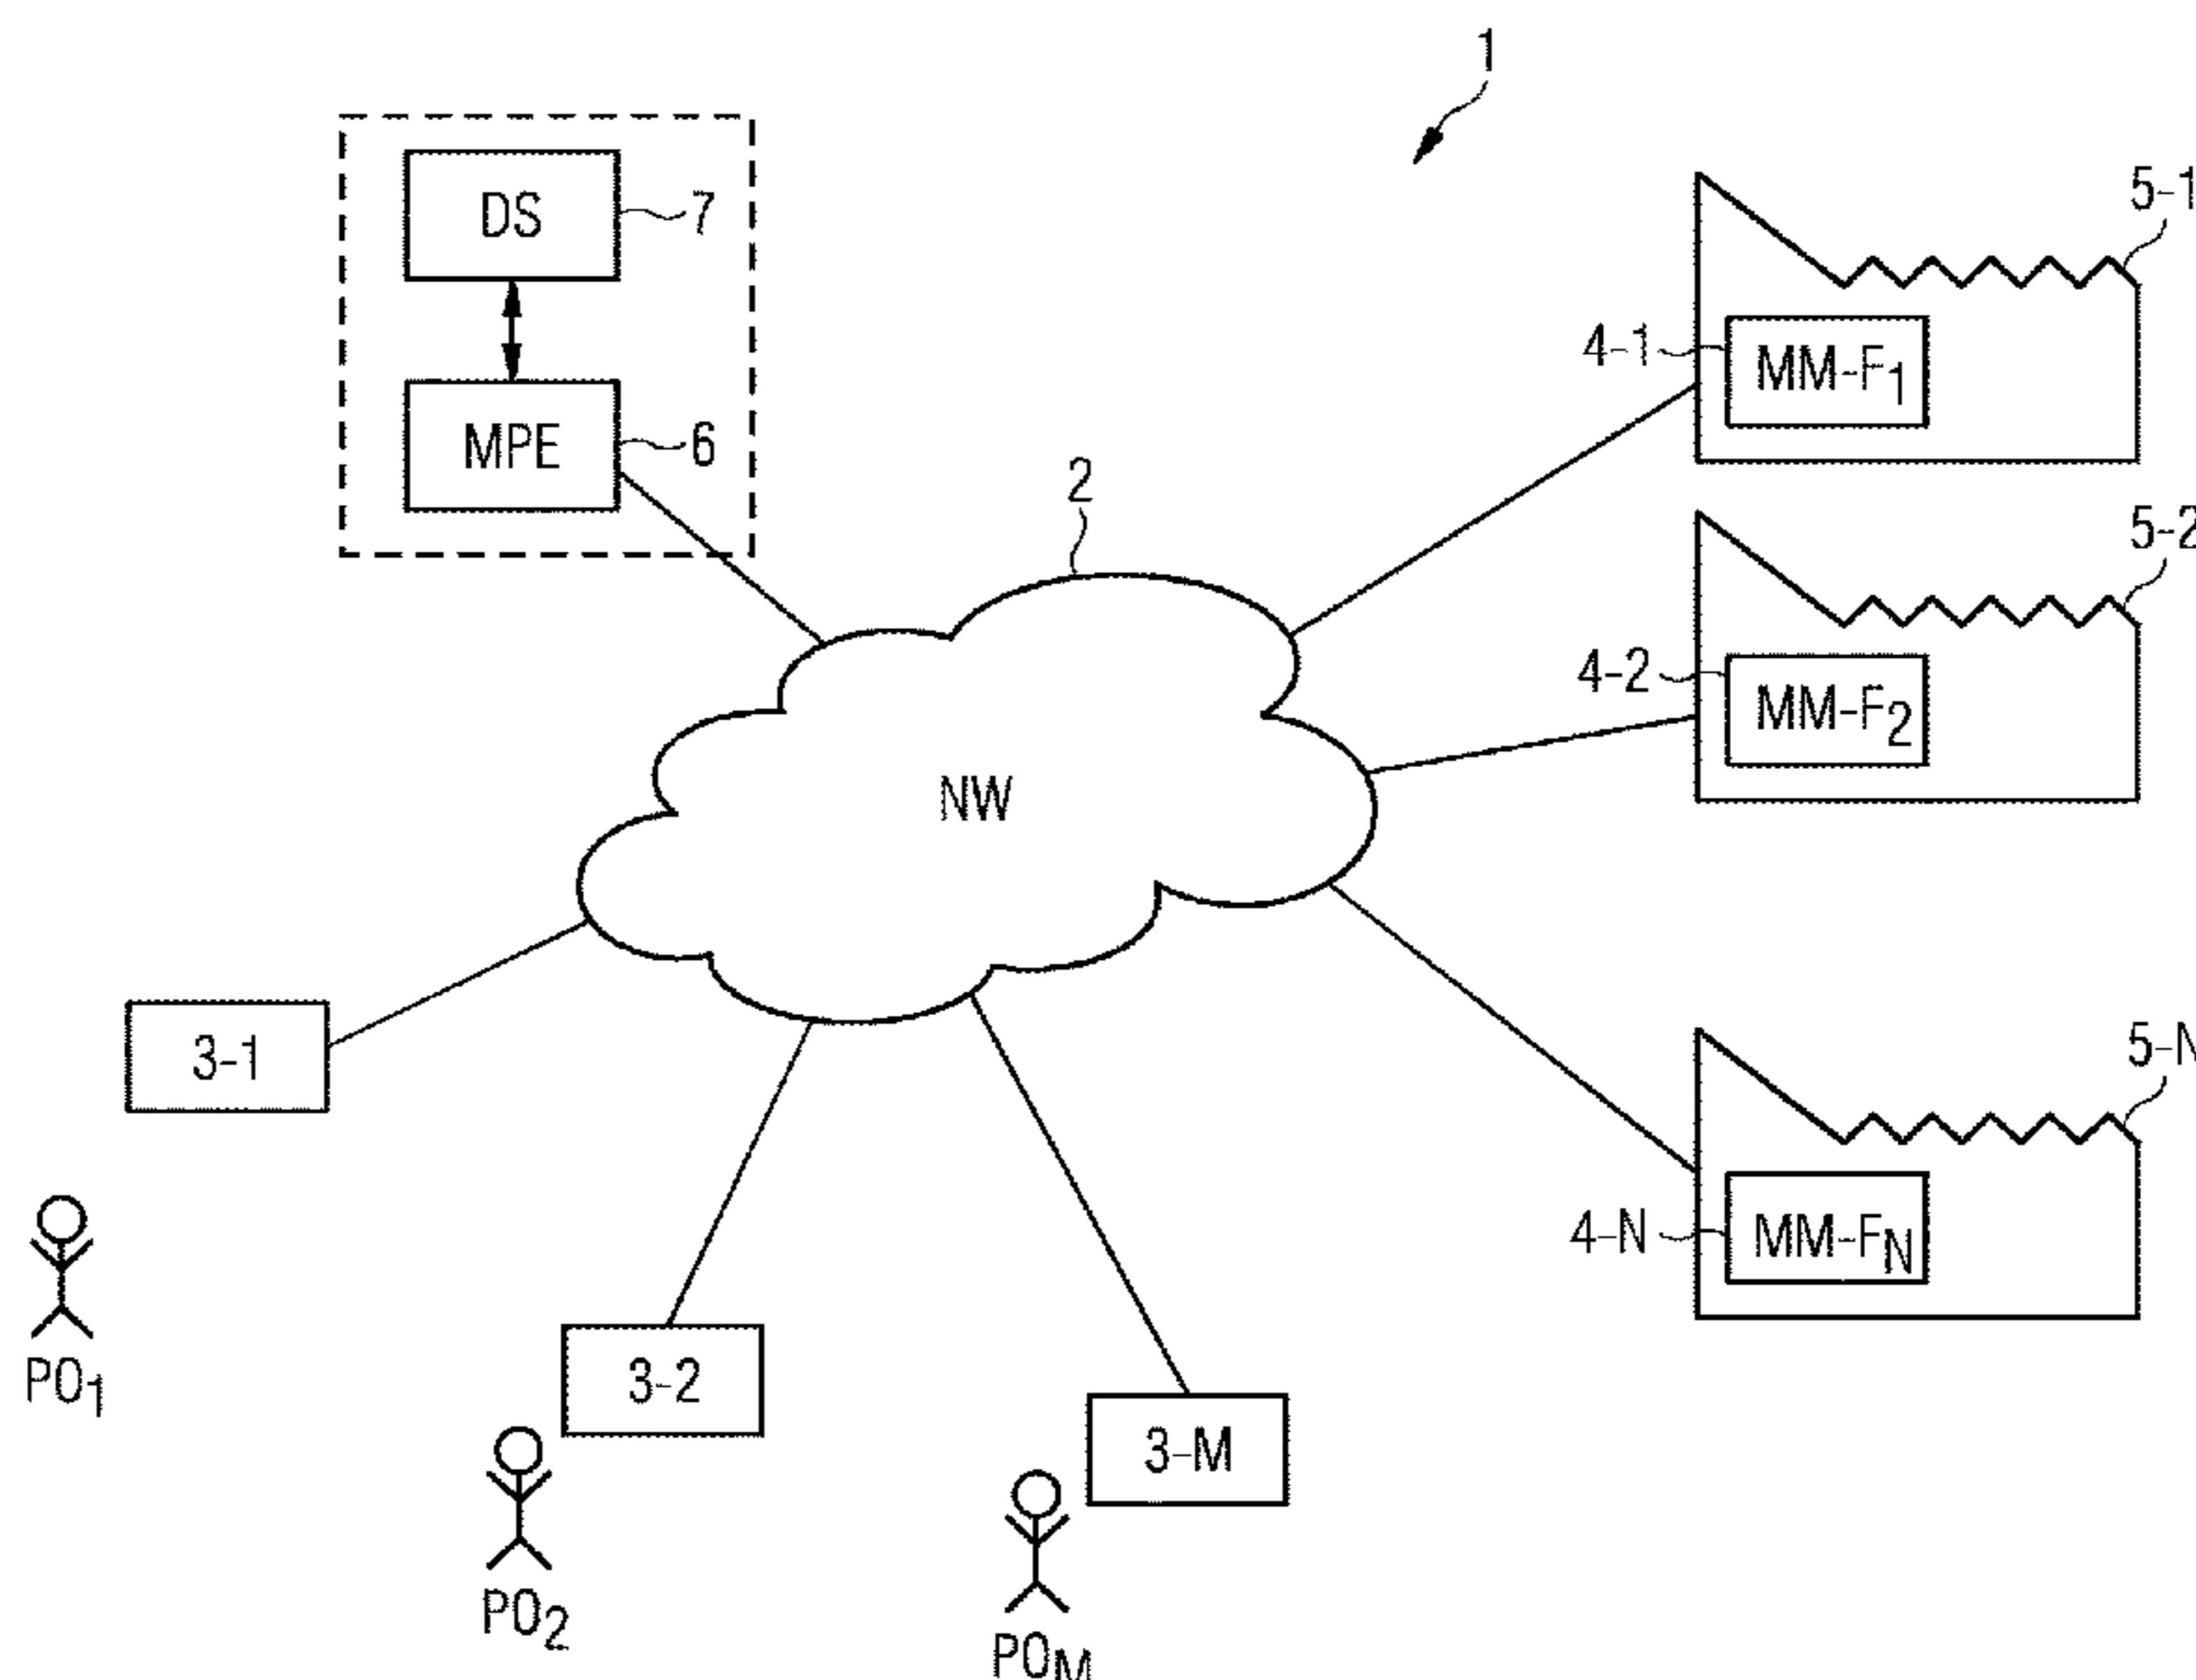 1
DS
7
MPE
6
2
NW
5-1
4-1
MM-F1
5-2
4-2
MM-F2
5-N
4-N
MM-FN
3-1
PO1
3-2
PO2
3-M
POM